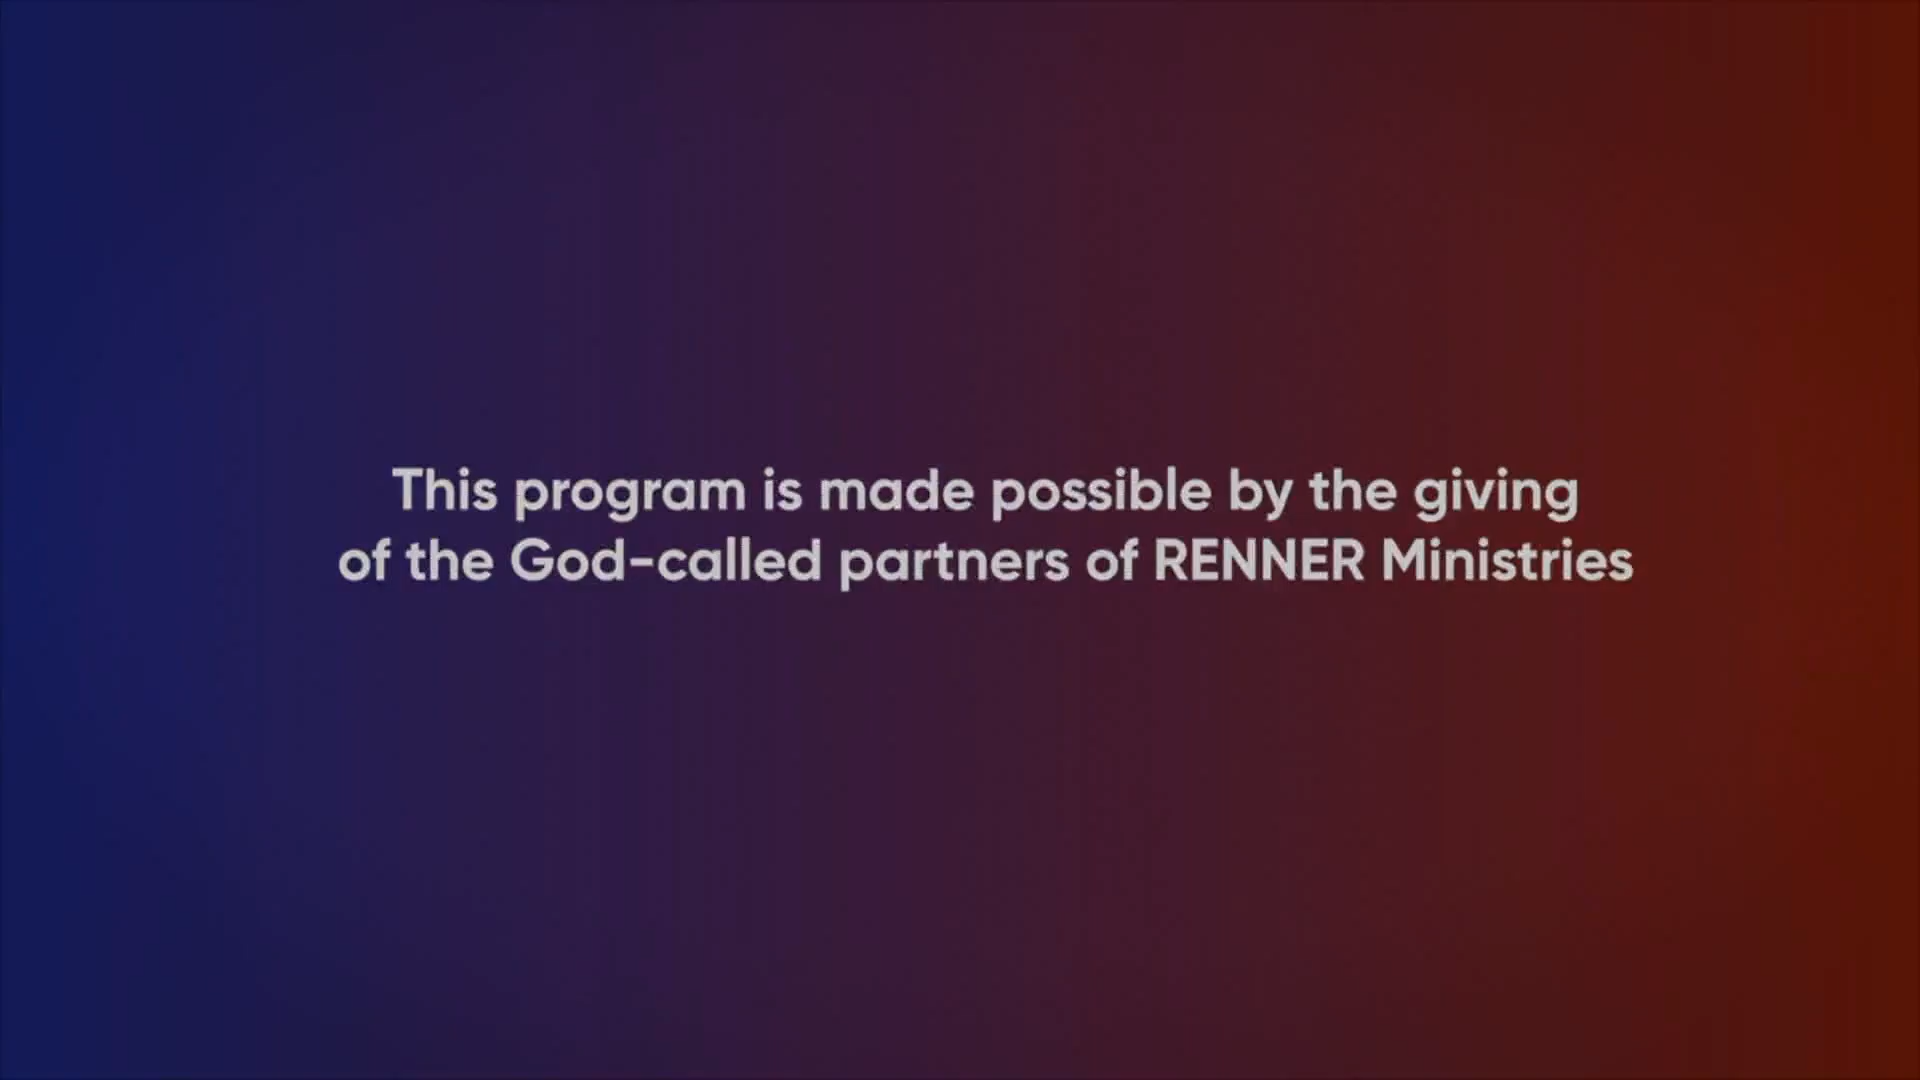 This program is made possible by the giving
of the God-called partners of RENNER Ministries